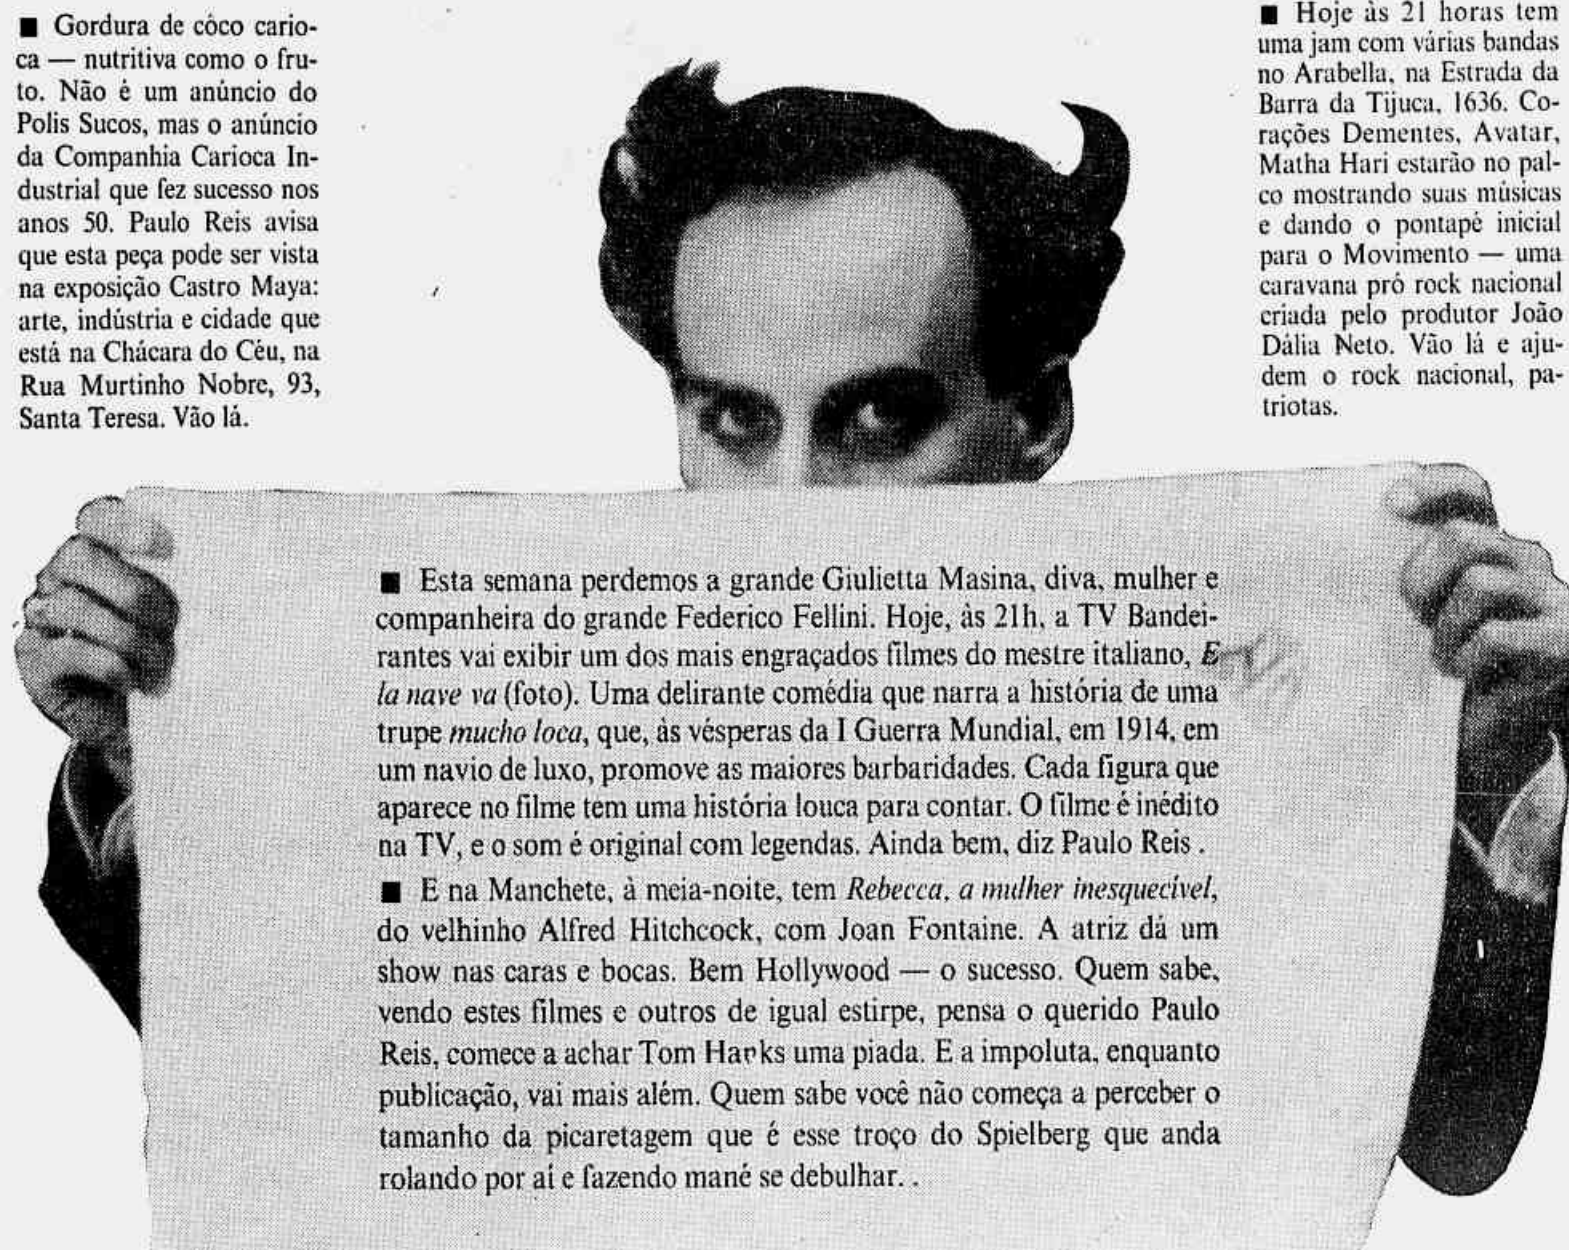 ■ Gordura de côco cario-
ca — nutritiva como o fru-
to. Não é um anúncio do
Polis Sucos, mas o anúncio
da Companhia Carioca In-
dustrial que fez sucesso nos
anos 50. Paulo Reis avisa
que esta peça pode ser vista
na exposição Castro Maya:
arte, indústria e cidade que
está na Chácara do Céu, na
Rua Murtinho Nobre, 93,
Santa Teresa. Vão lá.
■ Hoje às 21 horas tem
uma jam com várias bandas
no Arabella, na Estrada da
Barra da Tijuca, 1636. Co-
rações Dementes, Avatar,
Matha Hari estarão no pal-
co mostrando suas músicas
e dando o pontapé inicial
para o Movimento — uma
caravana pró rock nacional
criada pelo produtor João
Dália Neto. Vão lá e aju-
dem o rock nacional, pa-
triotas.
■ Esta semana perdemos a grande Giulietta Masina, diva, mulher e
companheira do grande Federico Fellini. Hoje, às 21h, a TV Bandei-
rantes vai exibir um dos mais engraçados filmes do mestre italiano, E
la nave va (foto). Uma delirante comédia que narra a história de uma
trupe mucho loca, que, às vésperas da I Guerra Mundial, em 1914, em
um navio de luxo, promove as maiores barbaridades. Cada figura que
aparece no filme tem uma história louca para contar. O filme é inédito
na TV, e o som é original com legendas. Ainda bem, diz Paulo Reis .
■ E na Manchete, à meia-noite, tem Rebecca, a mulher inesquecível,
do velhinho Alfred Hitchcock, com Joan Fontaine. A atriz dá um
show nas caras e bocas. Bem Hollywood — o sucesso. Quem sabe,
vendo estes filmes e outros de igual estirpe, pensa o querido Paulo
Reis, comece a achar Tom Hanks uma piada. E a impoluta, enquanto
publicação, vai mais além. Quem sabe você não começa a perceber o
tamanho da picaretagem que é esse troço do Spielberg que anda
rolando por aí e fazendo mané se debulhar. .